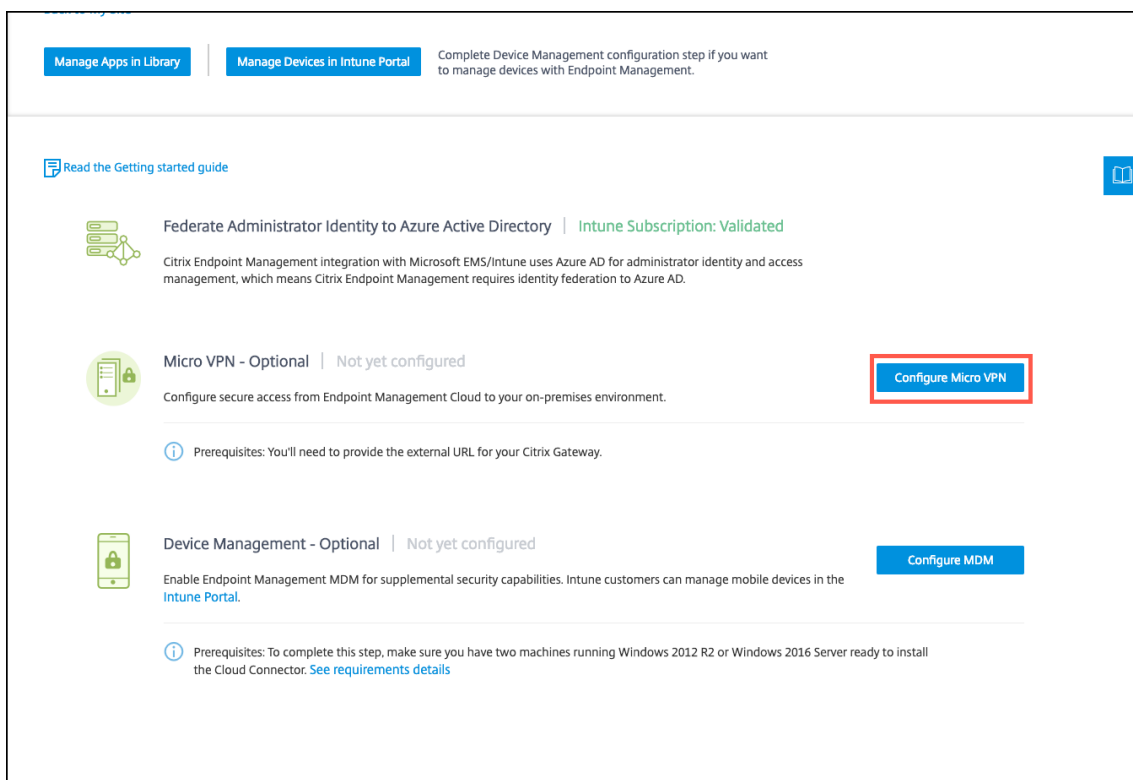 Manage Apps in Library
Manage Devices in Intune Portal
Complete Device Management configuration step if you want
to manage devices with Endpoint Management.
Read the Getting started guide
Federate Administrator Identity to Azure Active Directory | Intune Subscription: Validated
Citrix Endpoint Management integration with Microsoft EMS/Intune uses Azure AD for administrator identity and access
management, which means Citrix Endpoint Management requires identity federation to Azure AD.
Micro VPN - Optional | Not yet configured
Configure Micro VPN
Configure secure access from Endpoint Management Cloud to your on-premises environment.
Prerequisites: You'll need to provide the external URL for your Citrix Gateway.
Device Management - Optional | Not yet configured
Configure MDM
Enable Endpoint Management MDM for supplemental security capabilities. Intune customers can manage mobile devices in the
Intune Portal.
Prerequisites: To complete this step, make sure you have two machines running Windows 2012 R2 or Windows 2016 Server ready to install
the Cloud Connector. See requirements details